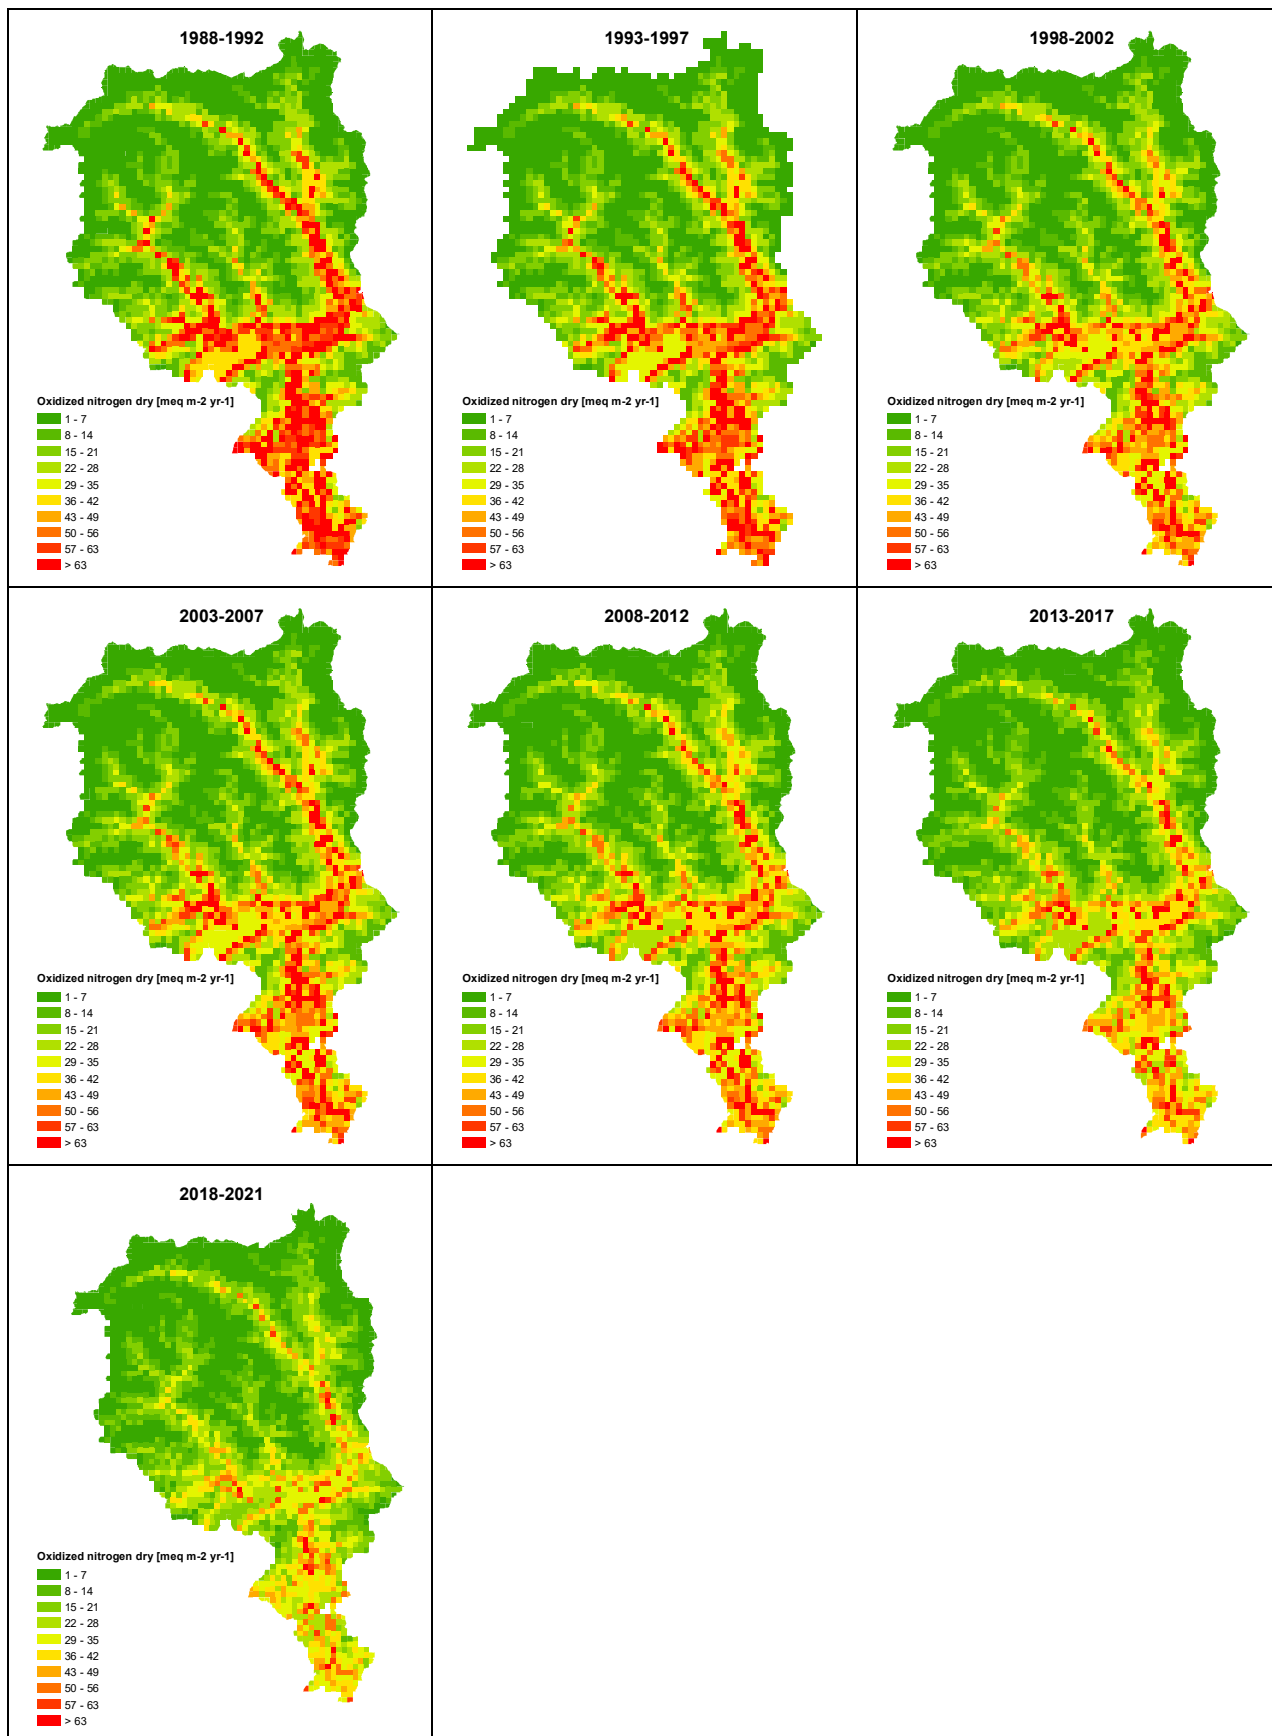 1988-1992
Oxidized nitrogen dry [meq m-2 yr-1]
1 - 7
8 - 14
15 - 21
22 - 28
29 - 35
36 - 42
43 - 49
50 - 56
57 - 63
> 63
1993-1997
Oxidized nitrogen dry [meq m-2 yr-1]
1 - 7
8 - 14
15 - 21
22 - 28
29 - 35
36 - 42
43 - 49
50 - 56
57 - 63
> 63
1998-2002
Oxidized nitrogen dry [meq m-2 yr-1]
1 - 7
8 - 14
15 - 21
22 - 28
29 - 35
36 - 42
43 - 49
50 - 56
57 - 63
> 63
2003-2007
Oxidized nitrogen dry [meq m-2 yr-1]
1 - 7
8 - 14
15 - 21
22 - 28
29 - 35
36 - 42
43 - 49
50 - 56
57 - 63
> 63
2008-2012
Oxidized nitrogen dry [meq m-2 yr-1]
1 - 7
8 - 14
15 - 21
22 - 28
29 - 35
36 - 42
43 - 49
50 - 56
57 - 63
> 63
2013-2017
Oxidized nitrogen dry [meq m-2 yr-1]
1 - 7
8 - 14
15 - 21
22 - 28
29 - 35
36 - 42
43 - 49
50 - 56
57 - 63
> 63
2018-2021
Oxidized nitrogen dry [meq m-2 yr-1]
1 - 7
8 - 14
15 - 21
22 - 28
29 - 35
36 - 42
43 - 49
50 - 56
57 - 63
> 63